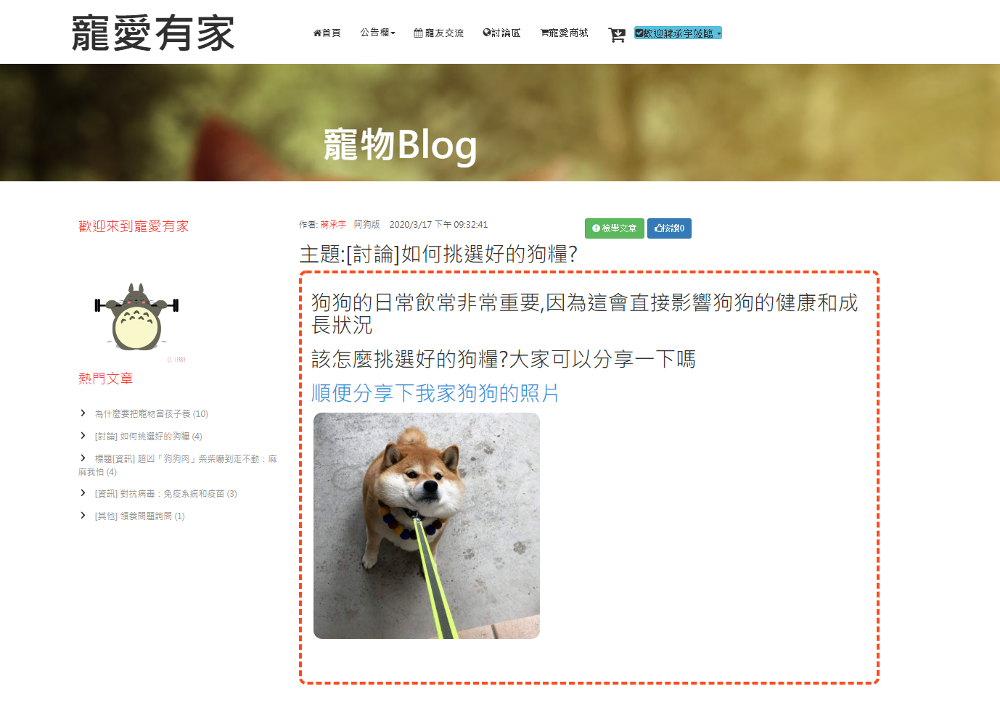 寵愛有家
首頁 公告欄 寵友交流 討論區 寵愛商城 歡迎蔣承宇蒞臨
寵物Blog
歡迎來到寵愛有家
熱門文章
為什麼要把寵物當孩子養 (10)
[討論] 如何挑選好的狗糧 (4)
標題[資訊] 超凶「狗狗肉」柴柴嚇到走不動：麻
麻我怕 (4)
[資訊] 對抗病毒：免疫系統和疫苗 (3)
[其他] 領養問題詢問 (1)
作者: 蔣承宇 阿狗版 2020/3/17 下午 09:32:41
檢舉文章 按讚0
主題:[討論]如何挑選好的狗糧?
狗狗的日常飲常非常重要,因為這會直接影響狗狗的健康和成
長狀況
該怎麼挑選好的狗糧?大家可以分享一下嗎
順便分享下我家狗狗的照片